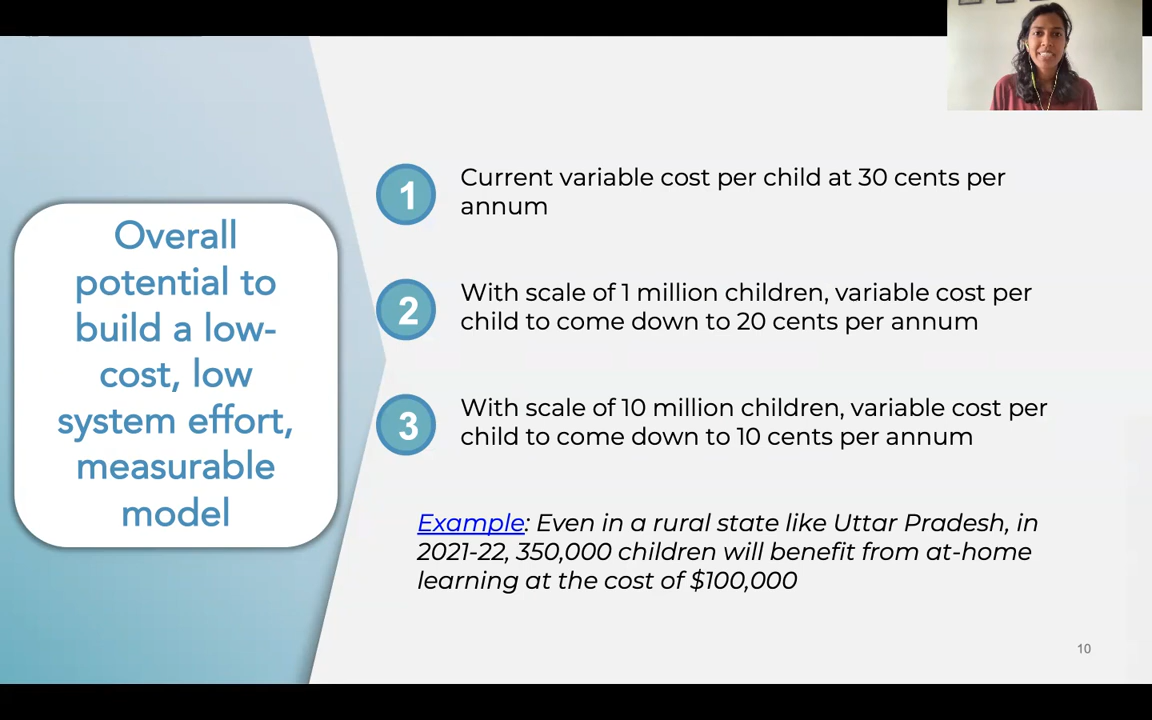 Overall
potential to
build a low-
cost, low
system effort,
measurable
model
1
Current variable cost per child at 30 cents per
annum
2
With scale of 1 million children, variable cost per
child to come down to 20 cents per annum
3
With scale of 10 million children, variable cost per
child to come down to 10 cents per annum
Example: Even in a rural state like Uttar Pradesh, in
2021-22, 350,000 children will benefit from at-home
learning at the cost of $100,000
10